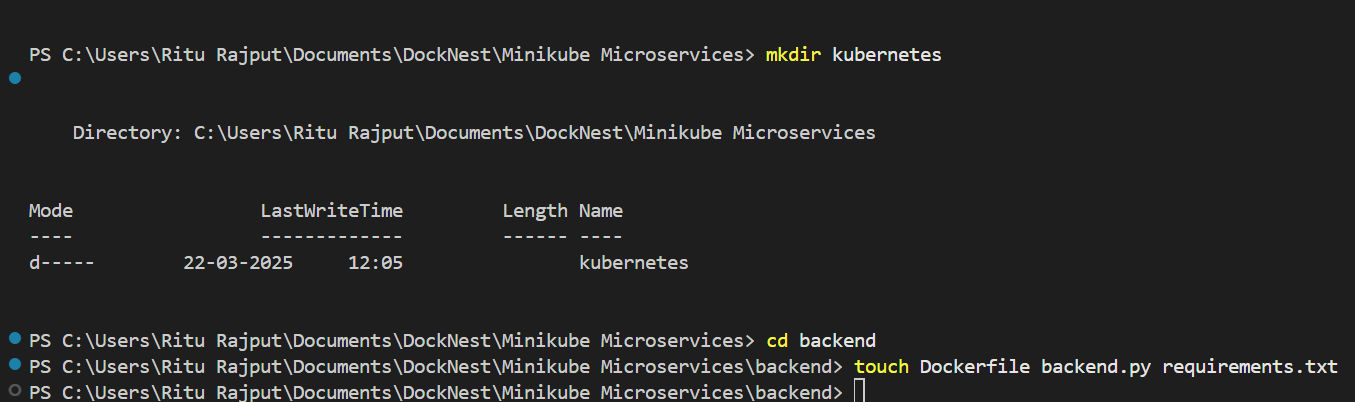 PS C:\Users\Ritu Rajput\Documents\DockNest\Minikube Microservices> mkdir kubernetes
Directory: C:\Users\Ritu Rajput\Documents\DockNest\Minikube Microservices
Mode LastWriteTime Length Name
---- ------------- ------ ----
d----- 22-03-2025 12:05 kubernetes
PS C:\Users\Ritu Rajput\Documents\DockNest\Minikube Microservices> cd backend
PS C:\Users\Ritu Rajput\Documents\DockNest\Minikube Microservices\backend> touch Dockerfile backend.py requirements.txt
PS C:\Users\Ritu Rajput\Documents\DockNest\Minikube Microservices\backend>